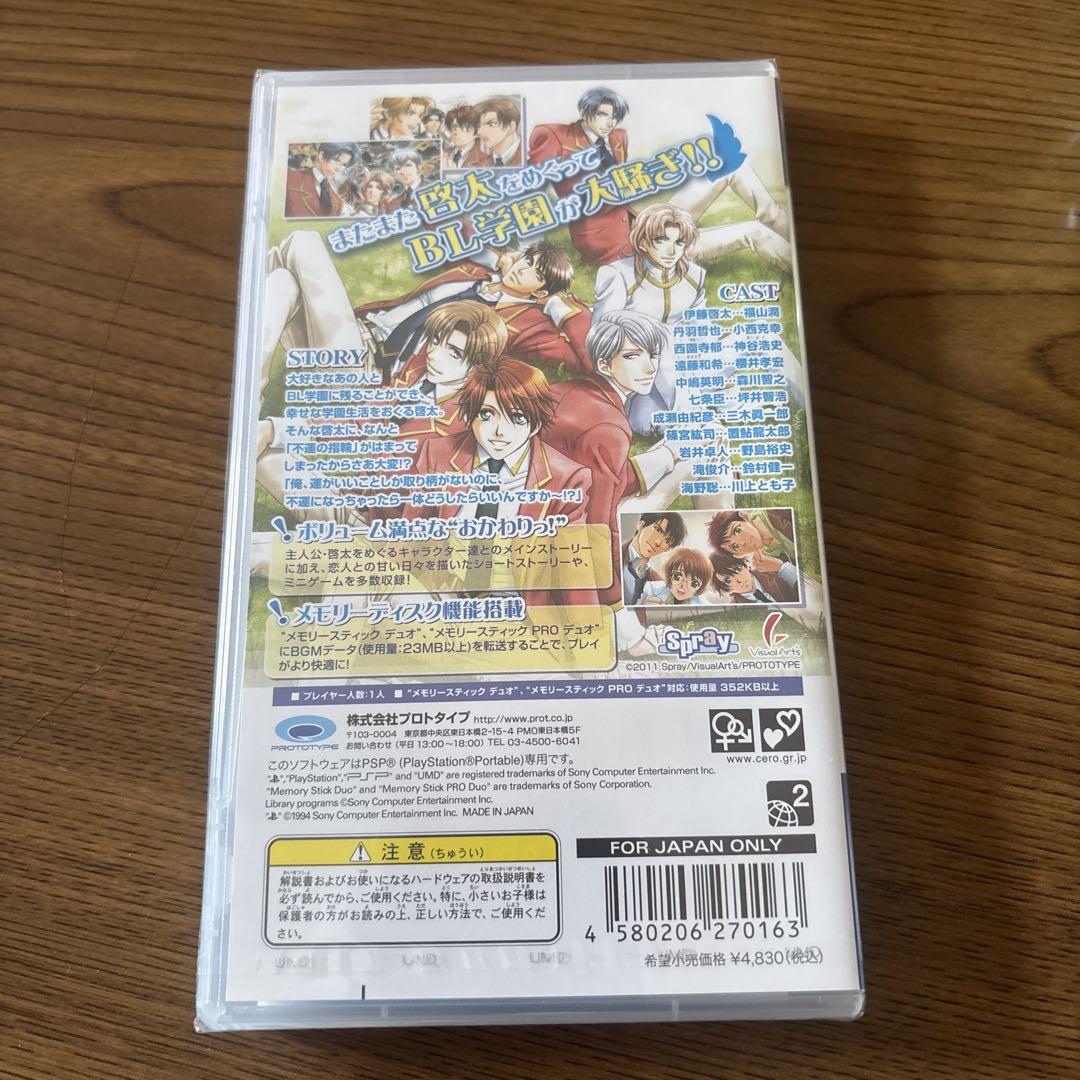 またまた啓太をめぐって
BL学園が大騒ぎ!!
CAST
伊藤啓太…福山潤
丹羽哲也…小西克幸
西園寺郁…神谷浩史
遠藤和希…櫻井孝宏
中嶋英明…森川智之
七条臣…坪井智浩
成瀬由紀彦…三木眞一郎
篠宮紘司…置鮎龍太郎
岩井卓人…野島裕史
滝俊介…鈴村健一
海野聡…川上とも子
STORY
大好きなあの人と
BL学園に残ることができ、
幸せな学園生活をおくる啓太。
そんな啓太に、なんと
「不運の指輪」がはまって
しまったからさあ大変!?
「俺、運がいいことしか取り柄がないのに、
不運になっちゃったら一体どうしたらいいんですか〜!?」
! ボリューム満点な“おかわりっ!”
主人公・啓太をめぐるキャラクター達とのメインストーリー
に加え、恋人との甘い日々を描いたショートストーリーや、
ミニゲームを多数収録!
! メモリーディスク機能搭載
“メモリースティック デュオ”、“メモリースティック PRO デュオ”
にBGMデータ(使用量:23MB以上)を転送することで、プレイ
がより快適に!
Spray
VisualArts
©2011 Spray/VisualArt's/PROTOTYPE
■ プレイヤー人数:1人 ■ “メモリースティック デュオ”、“メモリースティック PRO デュオ”対応:使用量 352KB以上
PROTOTYPE
株式会社プロトタイプ http://www.prot.co.jp
〒103-0004 東京都中央区東日本橋2-15-4 PMO東日本橋5F
お問い合わせ (平日 13:00〜18:00) TEL 03-4500-6041
www.cero.gr.jp
このソフトウェアはPSP® (PlayStation®Portable)専用です。
“ ”,“PlayStation”,“PSP” and “UMD” are registered trademarks of Sony Computer Entertainment Inc.
“Memory Stick Duo” and “Memory Stick PRO Duo” are trademarks of Sony Corporation.
Library programs ©Sony Computer Entertainment Inc.
“ ” ©1994 Sony Computer Entertainment Inc. MADE IN JAPAN
2
注意(ちゅうい)
解説書およびお使いになるハードウェアの取扱説明書を
必ず読んでから、ご使用ください。特に、小さいお子様は
保護者の方がお読みの上、正しい方法で、ご使用くだ
さい。
FOR JAPAN ONLY
4 580206 270163
希望小売価格 ¥4,830(税込)
UMD UMD UMD UMD UMD